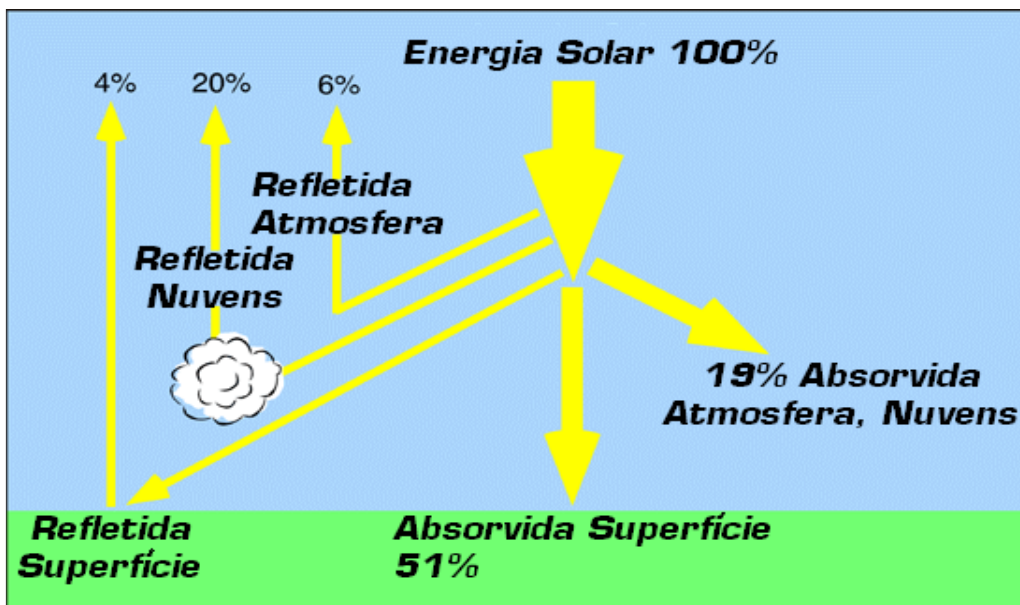 Energia Solar 100%
4%
20%
6%
Refletida
Atmosfera
Refletida
Nuvens
19% Absorvida
Atmosfera, Nuvens
Refletida
Superfície
Absorvida Superfície
51%